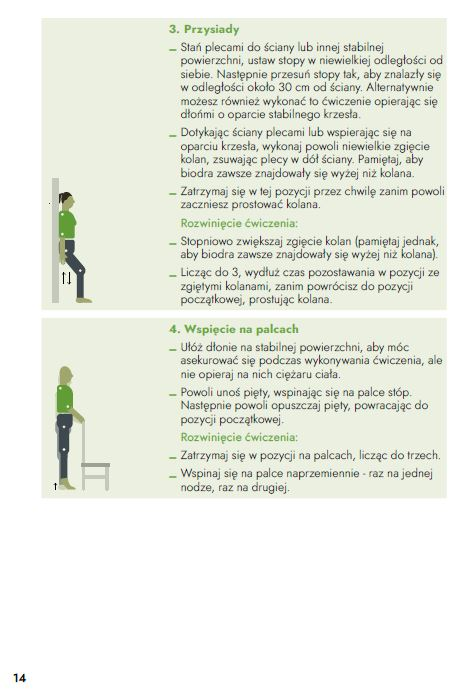 3. Przysiady
– Stań plecami do ściany lub innej stabilnej
powierzchni, ustaw stopy w niewielkiej odległości od
siebie. Następnie przesuń stopy tak, aby znalazły się
w odległości około 30 cm od ściany. Alternatywnie
możesz również wykonać to ćwiczenie opierając się
dłońmi o oparcie stabilnego krzesła.
– Dotykając ściany plecami lub wspierając się na
oparciu krzesła, wykonaj powoli niewielkie zgięcie
kolan, zsuwając plecy w dół ściany. Pamiętaj, aby
biodra zawsze znajdowały się wyżej niż kolana.
– Zatrzymaj się w tej pozycji przez chwilę zanim powoli
zaczniesz prostować kolana.
Rozwinięcie ćwiczenia:
– Stopniowo zwiększaj zgięcie kolan (pamiętaj jednak,
aby biodra zawsze znajdowały się wyżej niż kolana).
– Licząc do 3, wydłuż czas pozostawania w pozycji ze
zgiętymi kolanami, zanim powrócisz do pozycji
początkowej, prostując kolana.
4. Wspięcie na palcach
– Ułóż dłonie na stabilnej powierzchni, aby móc
asekurować się podczas wykonywania ćwiczenia, ale
nie opieraj na nich ciężaru ciała.
– Powoli unoś pięty, wspinając się na palce stóp.
Następnie powoli opuszczaj pięty, powracając do
pozycji początkowej.
Rozwinięcie ćwiczenia:
– Zatrzymaj się w pozycji na palcach, licząc do trzech.
– Wspinaj się na palce naprzemiennie - raz na jednej
nodze, raz na drugiej.
14